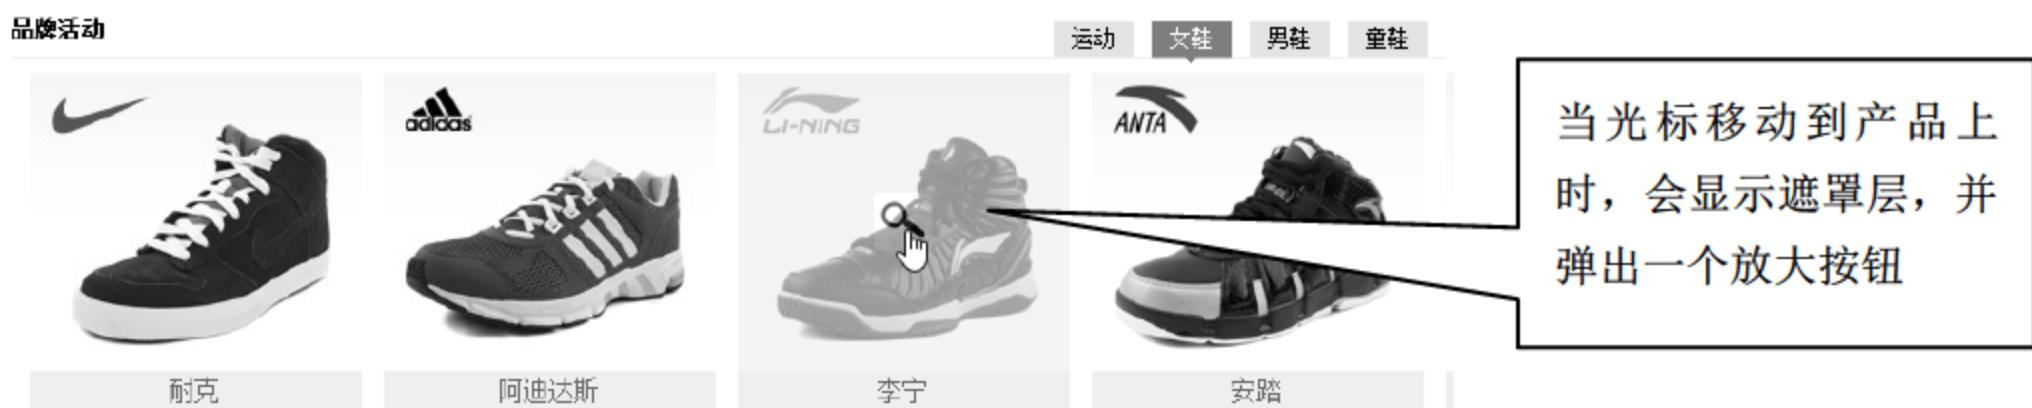 品牌活动
运动 女鞋 男鞋 童鞋
adidas
LI-NING
ANTA
耐克
阿迪达斯
李宁
安踏
当光标移动到产品上
时，会显示遮罩层，并
弹出一个放大按钮